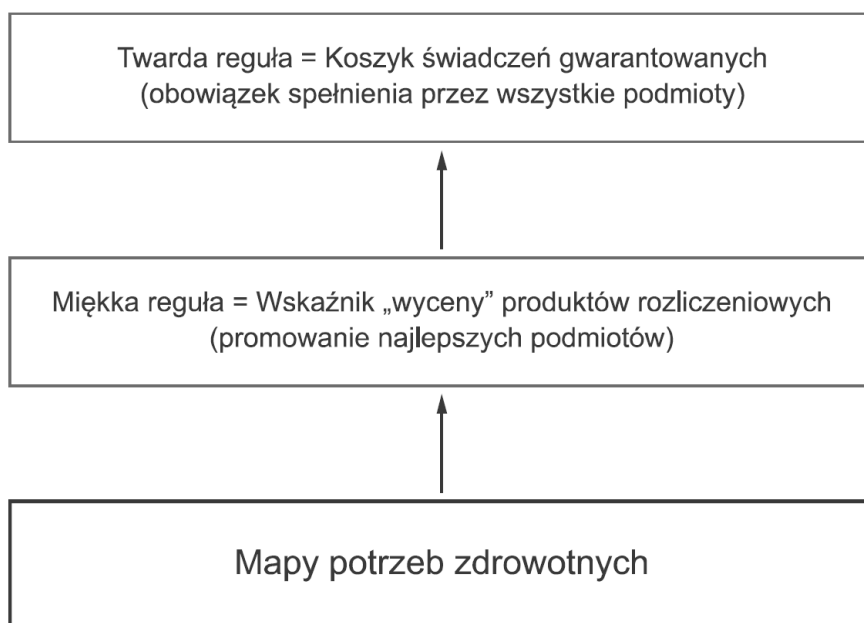 Twarda reguła = Koszyk świadczeń gwarantowanych
(obowiązek spełnienia przez wszystkie podmioty)
Miękka reguła = Wskaźnik „wyceny” produktów rozliczeniowych
(promowanie najlepszych podmiotów)
Mapy potrzeb zdrowotnych